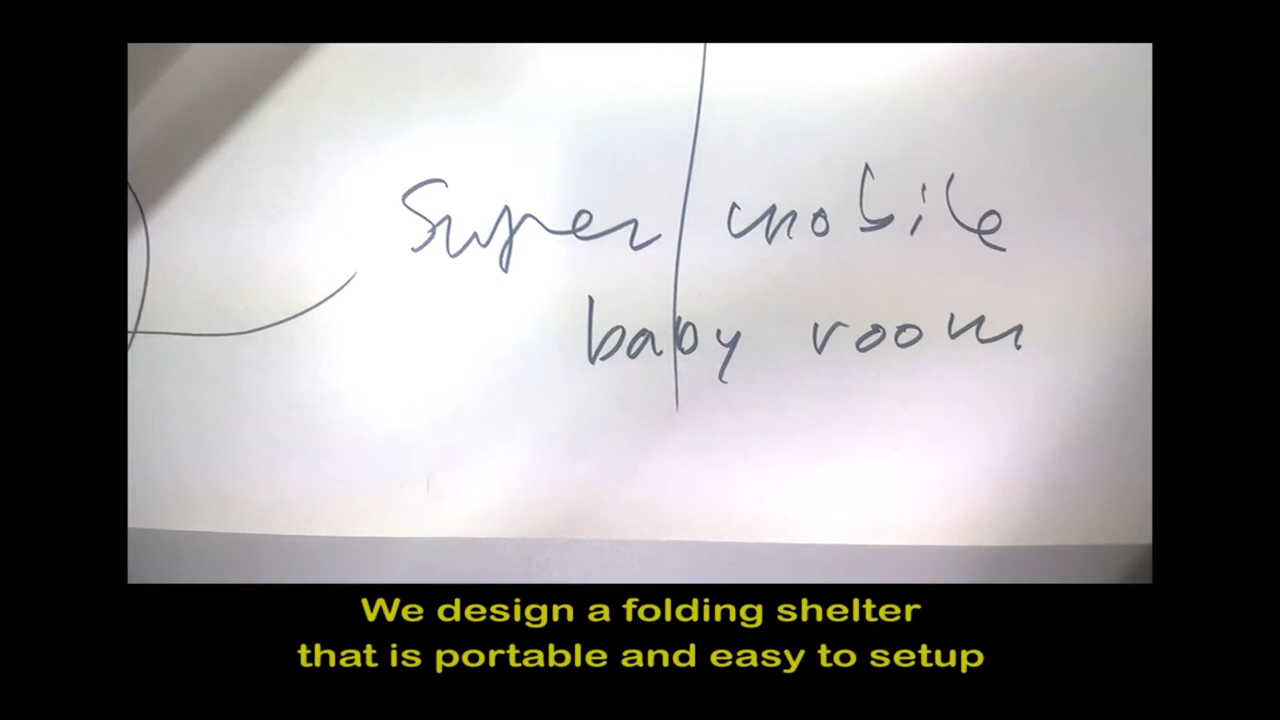 Super mobile
baby room
We design a folding shelter
that is portable and easy to setup